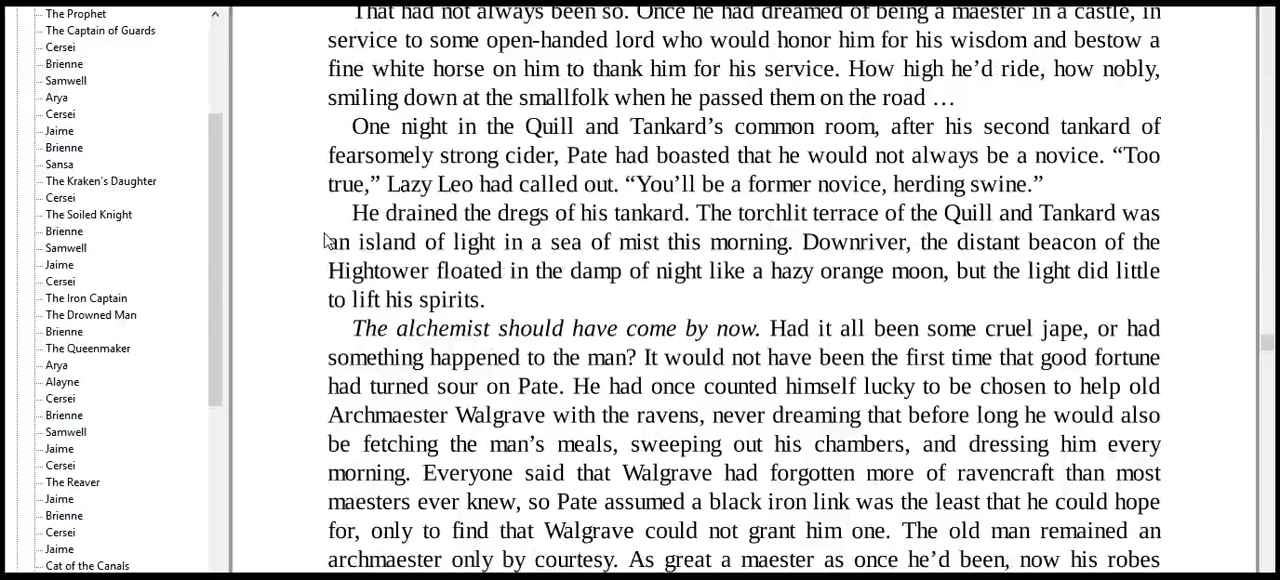 The Prophet
The Captain of Guards
Cersei
Brienne
Samwell
Arya
Cersei
Jaime
Brienne
Sansa
The Kraken's Daughter
Cersei
The Soiled Knight
Brienne
Samwell
Jaime
Cersei
The Iron Captain
The Drowned Man
Brienne
The Queenmaker
Arya
Alayne
Cersei
Brienne
Samwell
Jaime
Cersei
The Reaver
Jaime
Brienne
Cersei
Jaime
Cat of the Canals
That had not always been so. Once he had dreamed of being a maester in a castle, in
service to some open-handed lord who would honor him for his wisdom and bestow a
fine white horse on him to thank him for his service. How high he’d ride, how nobly,
smiling down at the smallfolk when he passed them on the road …
One night in the Quill and Tankard’s common room, after his second tankard of
fearsomely strong cider, Pate had boasted that he would not always be a novice. “Too
true,” Lazy Leo had called out. “You’ll be a former novice, herding swine.”
He drained the dregs of his tankard. The torchlit terrace of the Quill and Tankard was
an island of light in a sea of mist this morning. Downriver, the distant beacon of the
Hightower floated in the damp of night like a hazy orange moon, but the light did little
to lift his spirits.
The alchemist should have come by now. Had it all been some cruel jape, or had
something happened to the man? It would not have been the first time that good fortune
had turned sour on Pate. He had once counted himself lucky to be chosen to help old
Archmaester Walgrave with the ravens, never dreaming that before long he would also
be fetching the man’s meals, sweeping out his chambers, and dressing him every
morning. Everyone said that Walgrave had forgotten more of ravencraft than most
maesters ever knew, so Pate assumed a black iron link was the least that he could hope
for, only to find that Walgrave could not grant him one. The old man remained an
archmaester only by courtesy. As great a maester as once he’d been, now his robes